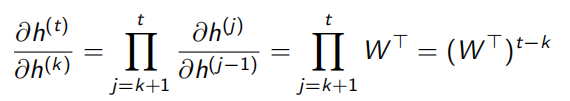 ∂h^(t)/∂h^(k) = ∏_{j=k+1}^{t} ∂h^(j)/∂h^(j−1) = ∏_{j=k+1}^{t} W^⊤ = (W^⊤)^{t−k}